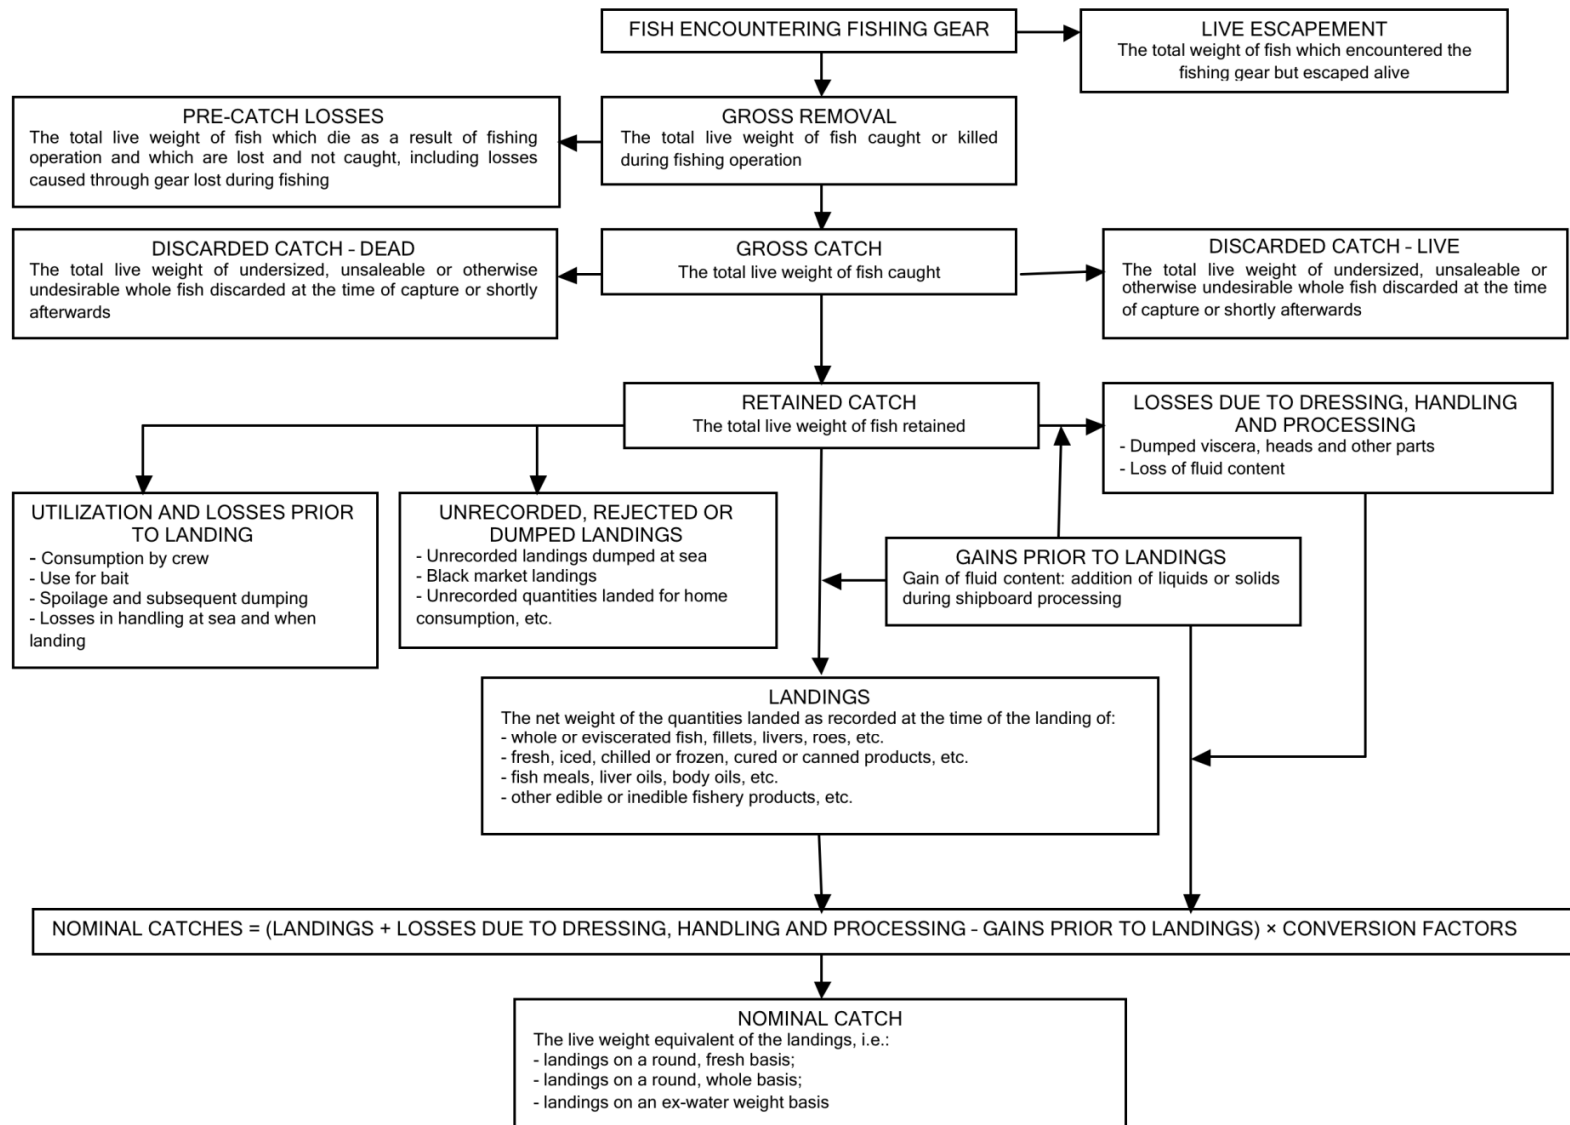 FISH ENCOUNTERING FISHING GEAR
LIVE ESCAPEMENT
The total weight of fish which encountered the
fishing gear but escaped alive
PRE-CATCH LOSSES
The total live weight of fish which die as a result of fishing
operation and which are lost and not caught, including losses
caused through gear lost during fishing
GROSS REMOVAL
The total live weight of fish caught or killed
during fishing operation
DISCARDED CATCH - DEAD
The total live weight of undersized, unsaleable or otherwise
undesirable whole fish discarded at the time of capture or shortly
afterwards
GROSS CATCH
The total live weight of fish caught
DISCARDED CATCH - LIVE
The total live weight of undersized, unsaleable or
otherwise undesirable whole fish discarded at the time
of capture or shortly afterwards
RETAINED CATCH
The total live weight of fish retained
LOSSES DUE TO DRESSING, HANDLING
AND PROCESSING
- Dumped viscera, heads and other parts
- Loss of fluid content
UTILIZATION AND LOSSES PRIOR
TO LANDING
- Consumption by crew
- Use for bait
- Spoilage and subsequent dumping
- Losses in handling at sea and when
landing
UNRECORDED, REJECTED OR
DUMPED LANDINGS
- Unrecorded landings dumped at sea
- Black market landings
- Unrecorded quantities landed for home
consumption, etc.
GAINS PRIOR TO LANDINGS
Gain of fluid content: addition of liquids or solids
during shipboard processing
LANDINGS
The net weight of the quantities landed as recorded at the time of the landing of:
- whole or eviscerated fish, fillets, livers, roes, etc.
- fresh, iced, chilled or frozen, cured or canned products, etc.
- fish meals, liver oils, body oils, etc.
- other edible or inedible fishery products, etc.
NOMINAL CATCHES = (LANDINGS + LOSSES DUE TO DRESSING, HANDLING AND PROCESSING - GAINS PRIOR TO LANDINGS) × CONVERSION FACTORS
NOMINAL CATCH
The live weight equivalent of the landings, i.e.:
- landings on a round, fresh basis;
- landings on a round, whole basis;
- landings on an ex-water weight basis